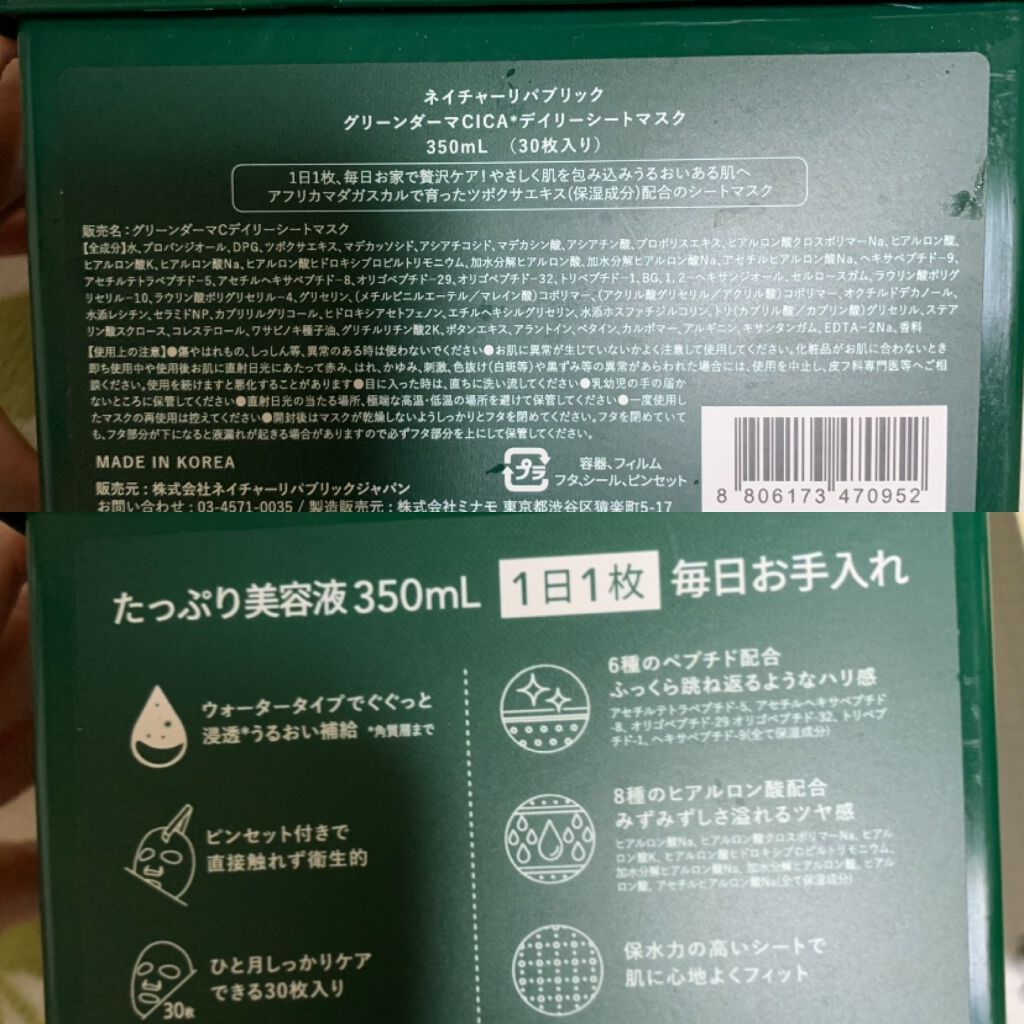 ネイチャーリパブリック
グリーンダーマCICA*デイリーシートマスク
350mL （30枚入り）
1日1枚、毎日お家で贅沢ケア!やさしく肌を包み込みうるおいある肌へ
アフリカマダガスカルで育ったツボクサエキス(保湿成分)配合のシートマスク
販売名：グリーンダーマCデイリーシートマスク
【全成分】水、プロパンジオール、DPG、ツボクサエキス、マデカッソシド、アシアチコシド、マデカシン酸、アシアチン酸、プロポリスエキス、ヒアルロン酸クロスポリマーNa、ヒアルロン酸、
ヒアルロン酸K、ヒアルロン酸Na、ヒアルロン酸ヒドロキシプロピルトリモニウム、加水分解ヒアルロン酸、加水分解ヒアルロン酸Na、アセチルヒアルロン酸Na、ヘキサペプチド-9、
アセチルテトラペプチド-5、アセチルヘキサペプチド-8、オリゴペプチド-29、オリゴペプチド-32、トリペプチド-1、BG、1,2-ヘキサンジオール、セルロースガム、ラウリン酸ポリグ
リセリル-10、ラウリン酸ポリグリセリル-4、グリセリン、(メチルビニルエーテル／マレイン酸)コポリマー、(アクリル酸グリセリル／アクリル酸)コポリマー、オクチルドデカノール、
水添レシチン、セラミドNP、カプリリルグリコール、ヒドロキシアセトフェノン、エチルヘキシルグリセリン、水添ホスファチジルコリン、トリ(カプリル酸／カプリン酸)グリセリル、ステア
リン酸スクロース、コレステロール、ワサビノキ種子油、グリチルリチン酸2K、ボタンエキス、アラントイン、ベタイン、カルボマー、アルギニン、キサンタンガム、EDTA-2Na、香料
【使用上の注意】●傷やはれもの、しっしん等、異常のある時は使わないでください●お肌に異常が生じていないかよく注意して使用してください。化粧品がお肌に合わないとき
即ち使用中や使用後お肌に直射日光にあたって赤み、はれ、かゆみ、刺激、色抜け(白斑等)や黒ずみ等の異常があらわれた場合には、使用を中止し、皮フ科専門医等へご相
談ください。使用を続けますと悪化することがあります●目に入った時は、直ちに洗い流してください●乳幼児の手の届か
ないところに保管してください●直射日光の当たる場所、極端な高温・低温の場所を避けて保管してください●一度使用し
たマスクの再使用は控えてください●開封後はマスクが乾燥しないようしっかりとフタを閉めてください。フタを閉めていて
も、フタ部分が下になると液漏れが起きる場合がありますので必ずフタ部分を上にして保管してください。
MADE IN KOREA
プラ
容器、フィルム
フタ、シール、ピンセット
8 806173 470952
販売元：株式会社ネイチャーリパブリックジャパン
お問い合わせ：03-4571-0035 / 製造販売元：株式会社ミナモ 東京都渋谷区猿楽町5-17
たっぷり美容液350mL 1日1枚 毎日お手入れ
ウォータータイプでぐぐっと
浸透*うるおい補給 *角質層まで
ピンセット付きで
直接触れず衛生的
ひと月しっかりケア
できる30枚入り
30枚
6種のペプチド配合
ふっくら跳ね返るようなハリ感
アセチルテトラペプチド-5、アセチルヘキサペプチド
-8、オリゴペプチド-29 オリゴペプチド-32、トリペプ
チド-1、ヘキサペプチド-9(全て保湿成分)
8種のヒアルロン酸配合
みずみずしさ溢れるツヤ感
ヒアルロン酸Na、ヒアルロン酸クロスポリマーNa、ヒアル
ロン酸K、ヒアルロン酸ヒドロキシプロピルトリモニウム、
加水分解ヒアルロン酸Na、加水分解ヒアルロン酸、ヒアル
ロン酸、アセチルヒアルロン酸Na(全て保湿成分)
保水力の高いシートで
肌に心地よくフィット